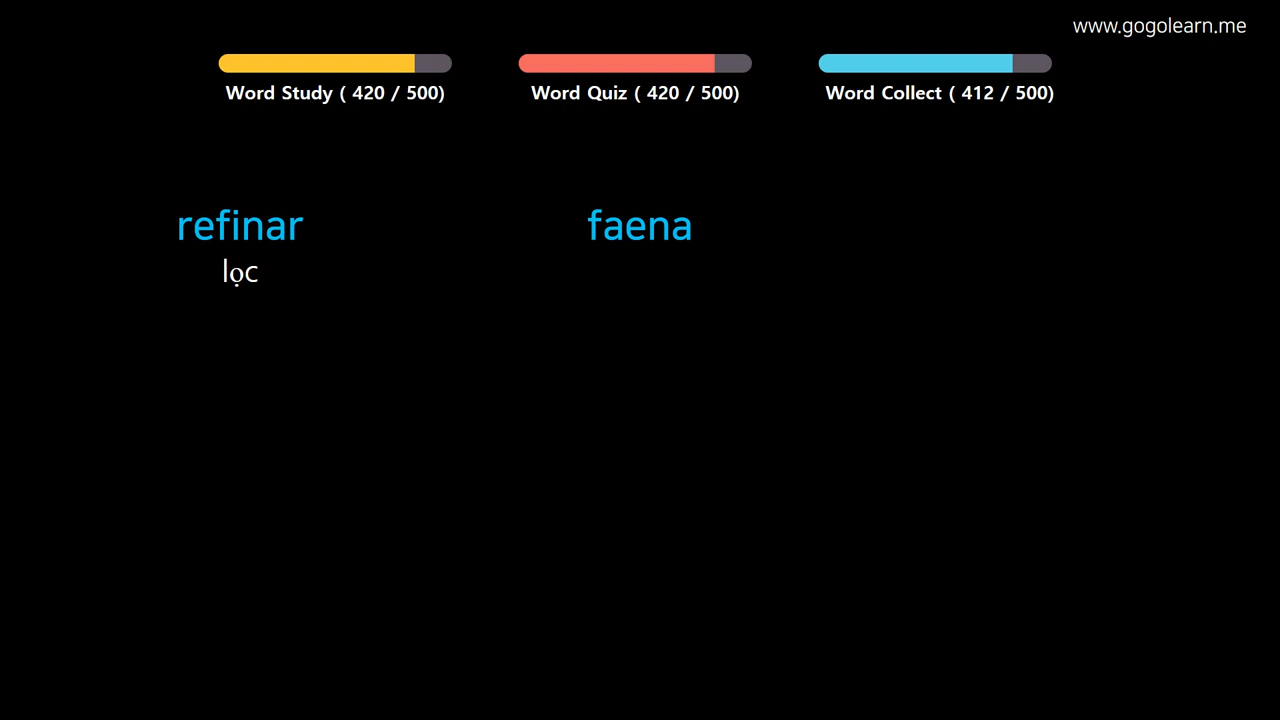 www.gogolearn.me
Word Study ( 420 / 500)
Word Quiz ( 420 / 500)
Word Collect ( 412 / 500)
refinar
lọc
faena